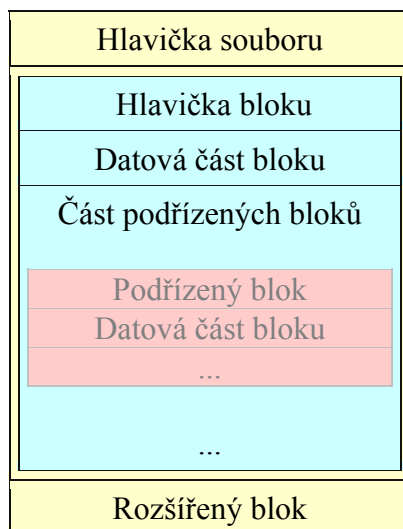 Hlavička souboru
Hlavička bloku
Datová část bloku
Část podřízených bloků
Podřízený blok
Datová část bloku
...
...
Rozšířený blok